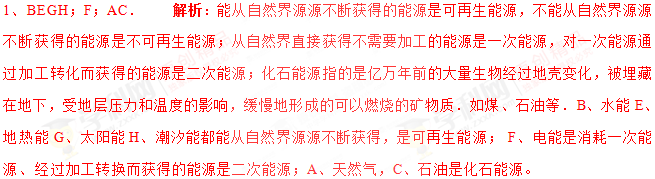 1、BEGH；F；AC． 解析：能从自然界源源不断获得的能源是可再生能源，不能从自然界源源
不断获得的能源是不可再生能源；从自然界直接获得不需要加工的能源是一次能源，对一次能源通
过加工转化而获得的能源是二次能源；化石能源指的是亿万年前的大量生物经过地壳变化，被埋藏
在地下，受地层压力和温度的影响，缓慢地形成的可以燃烧的矿物质．如煤、石油等．B、水能 E、
地热能 G、太阳能 H、潮汐能都能从自然界源源不断获得，是可再生能源； F、电能是消耗一次能
源、经过加工转换而获得的能源是二次能源；A、天然气，C、石油是化石能源。